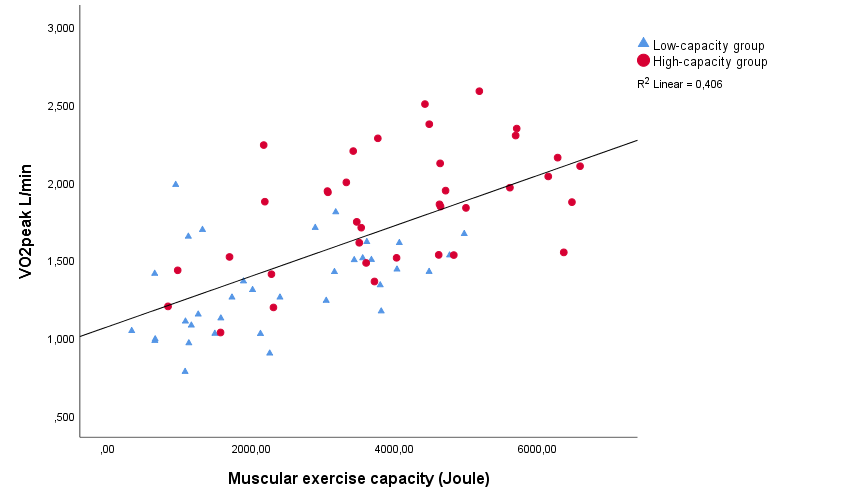 3,000
2,500
2,000
1,500
1,000
,500
VO2peak L/min
,00
2000,00
4000,00
6000,00
Muscular exercise capacity (Joule)
Low-capacity group
High-capacity group
R2 Linear = 0,406